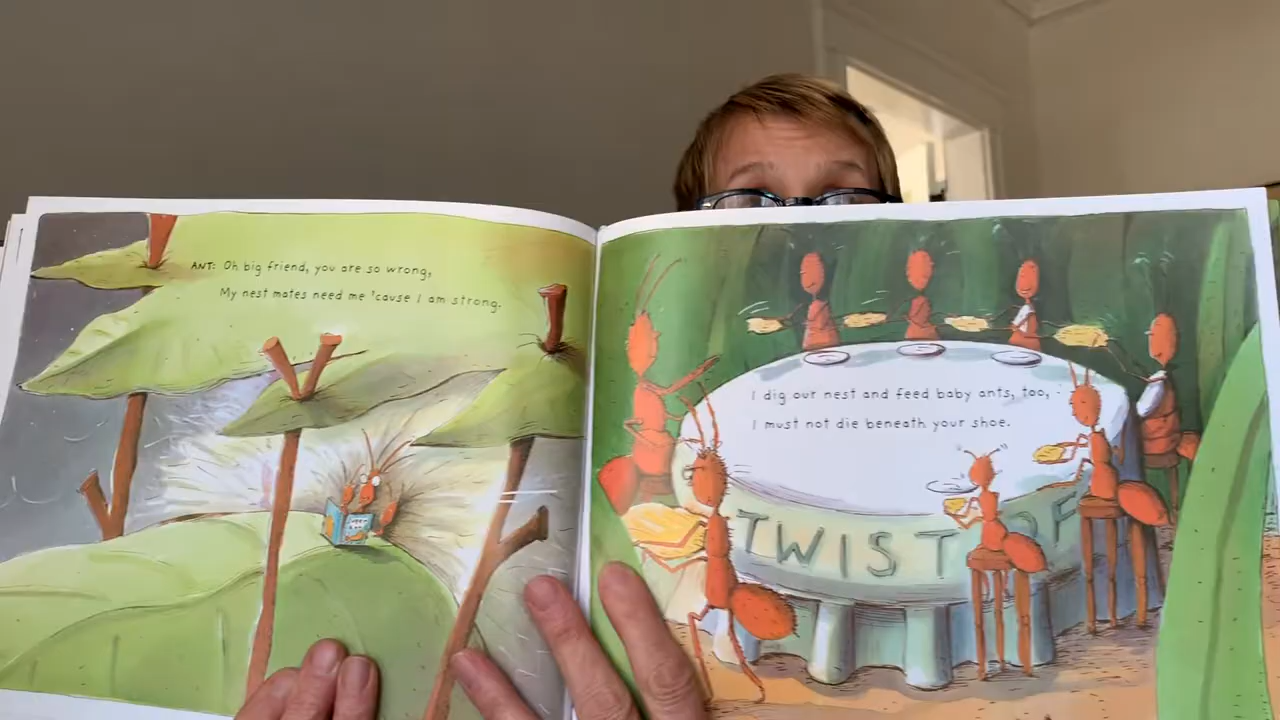 ANT: Oh big friend, you are so wrong,
My nest mates need me 'cause I am strong.
I dig our nest and feed baby ants, too,
I must not die beneath your shoe.
TWIST OF